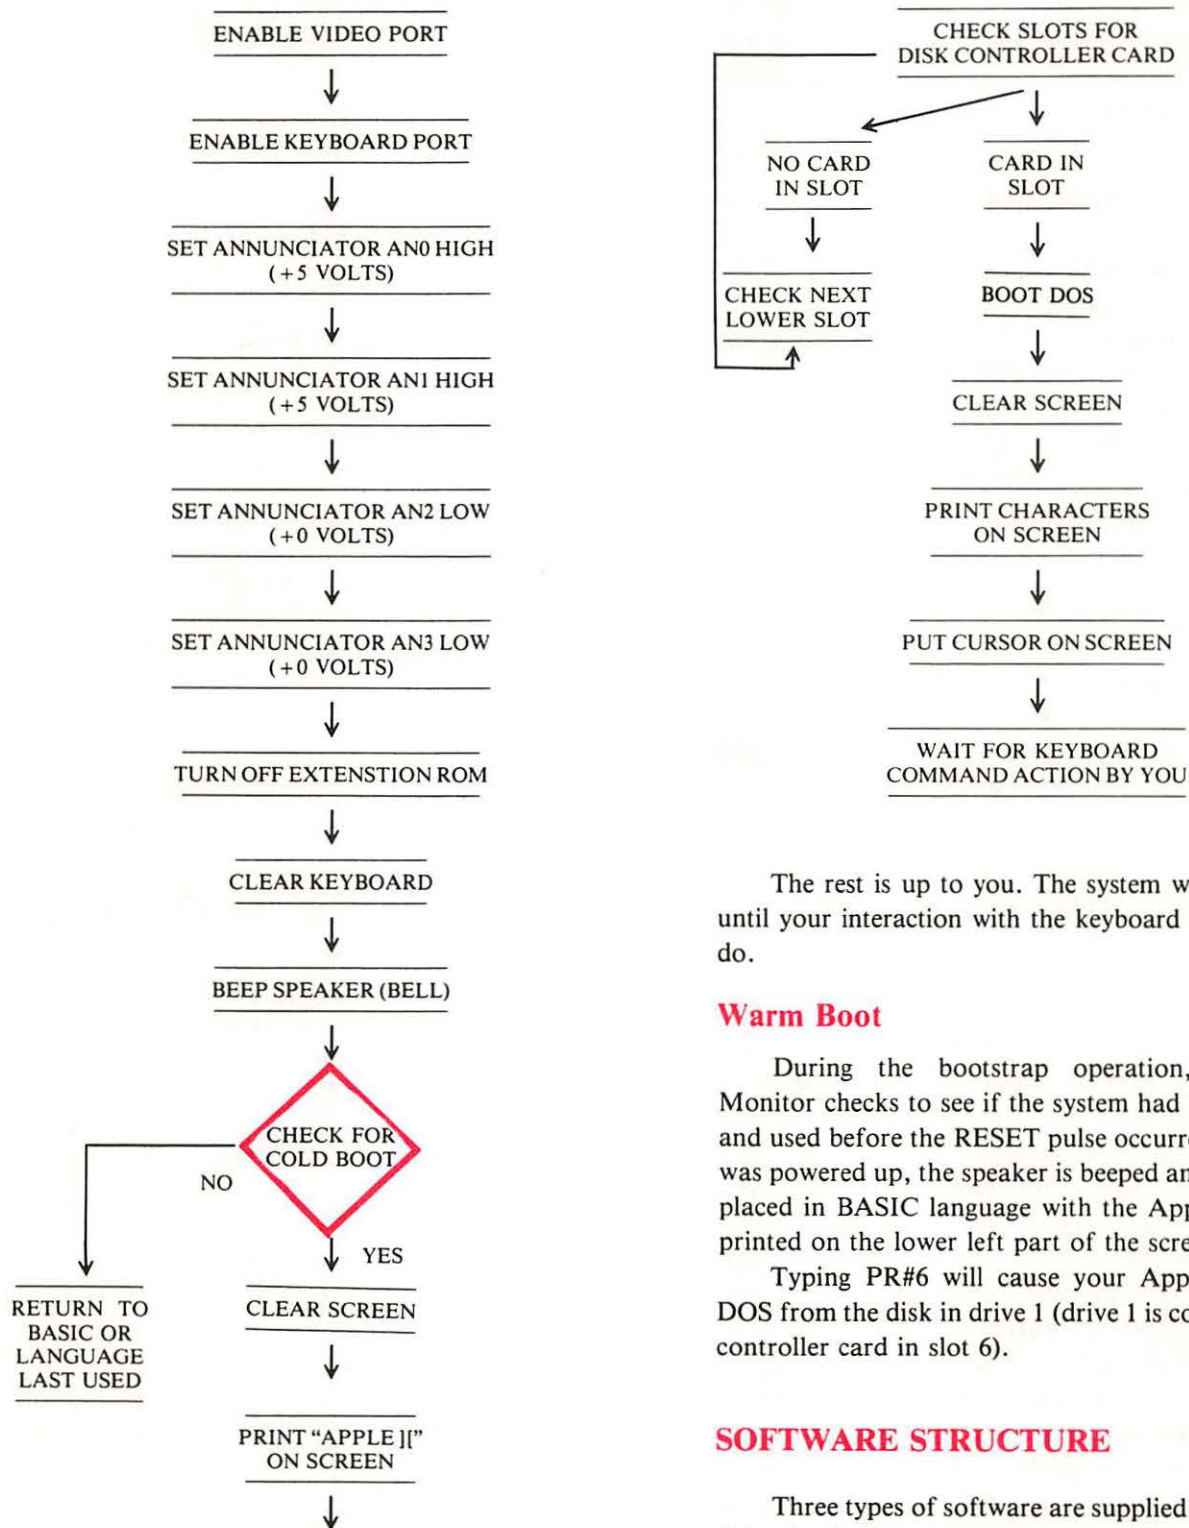 ENABLE VIDEO PORT
ENABLE KEYBOARD PORT
SET ANNUNCIATOR AN0 HIGH
(+5 VOLTS)
SET ANNUNCIATOR AN1 HIGH
(+5 VOLTS)
SET ANNUNCIATOR AN2 LOW
(+0 VOLTS)
SET ANNUNCIATOR AN3 LOW
(+0 VOLTS)
TURN OFF EXTENSTION ROM
CLEAR KEYBOARD
BEEP SPEAKER (BELL)
CHECK FOR
COLD BOOT
NO
YES
RETURN TO
BASIC OR
LANGUAGE
LAST USED
CLEAR SCREEN
PRINT “APPLE ][”
ON SCREEN
CHECK SLOTS FOR
DISK CONTROLLER CARD
NO CARD
IN SLOT
CARD IN
SLOT
CHECK NEXT
LOWER SLOT
BOOT DOS
CLEAR SCREEN
PRINT CHARACTERS
ON SCREEN
PUT CURSOR ON SCREEN
WAIT FOR KEYBOARD
COMMAND ACTION BY YOU
The rest is up to you. The system w
until your interaction with the keyboard
do.
Warm Boot
During the bootstrap operation,
Monitor checks to see if the system had
and used before the RESET pulse occurr
was powered up, the speaker is beeped an
placed in BASIC language with the App
printed on the lower left part of the scre
Typing PR#6 will cause your App
DOS from the disk in drive 1 (drive 1 is co
controller card in slot 6).
SOFTWARE STRUCTURE
Three types of software are supplied